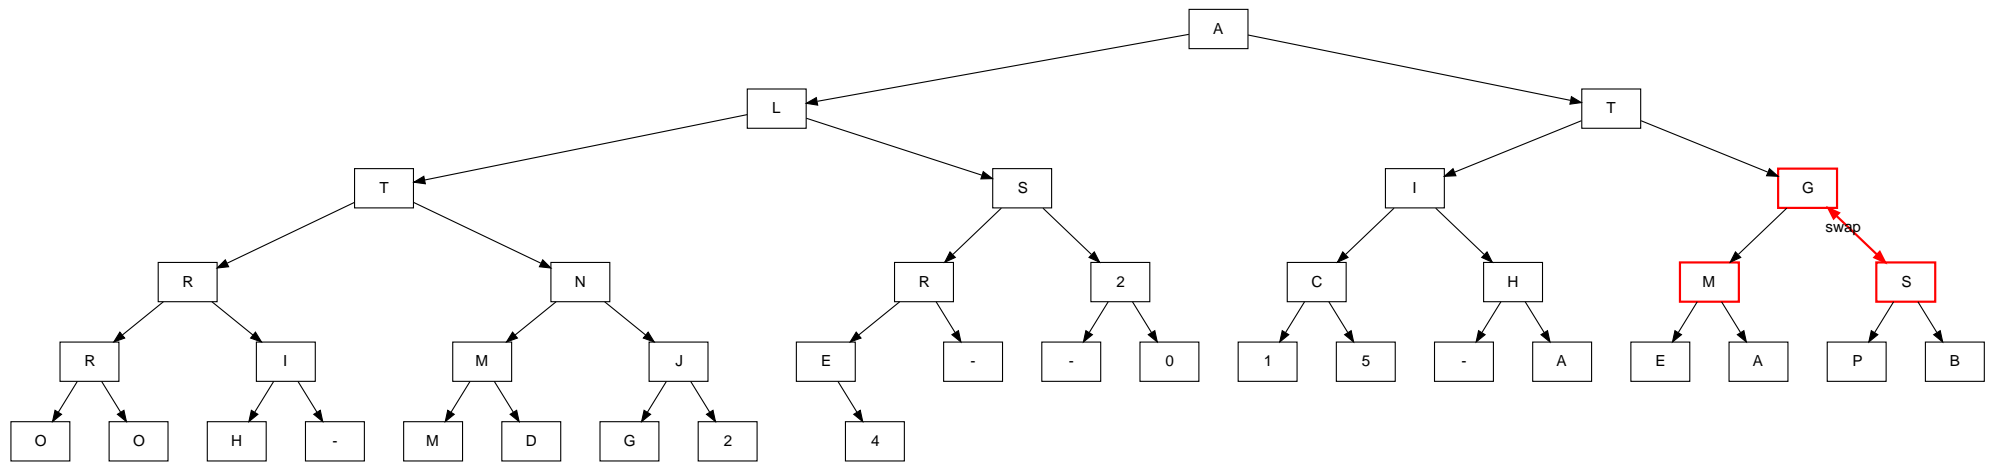 A
L T
T S I G
swap
R N R 2 C H M S
R I M J E - - 0 1 5 - A E A P B
O O H - M D G 2 4